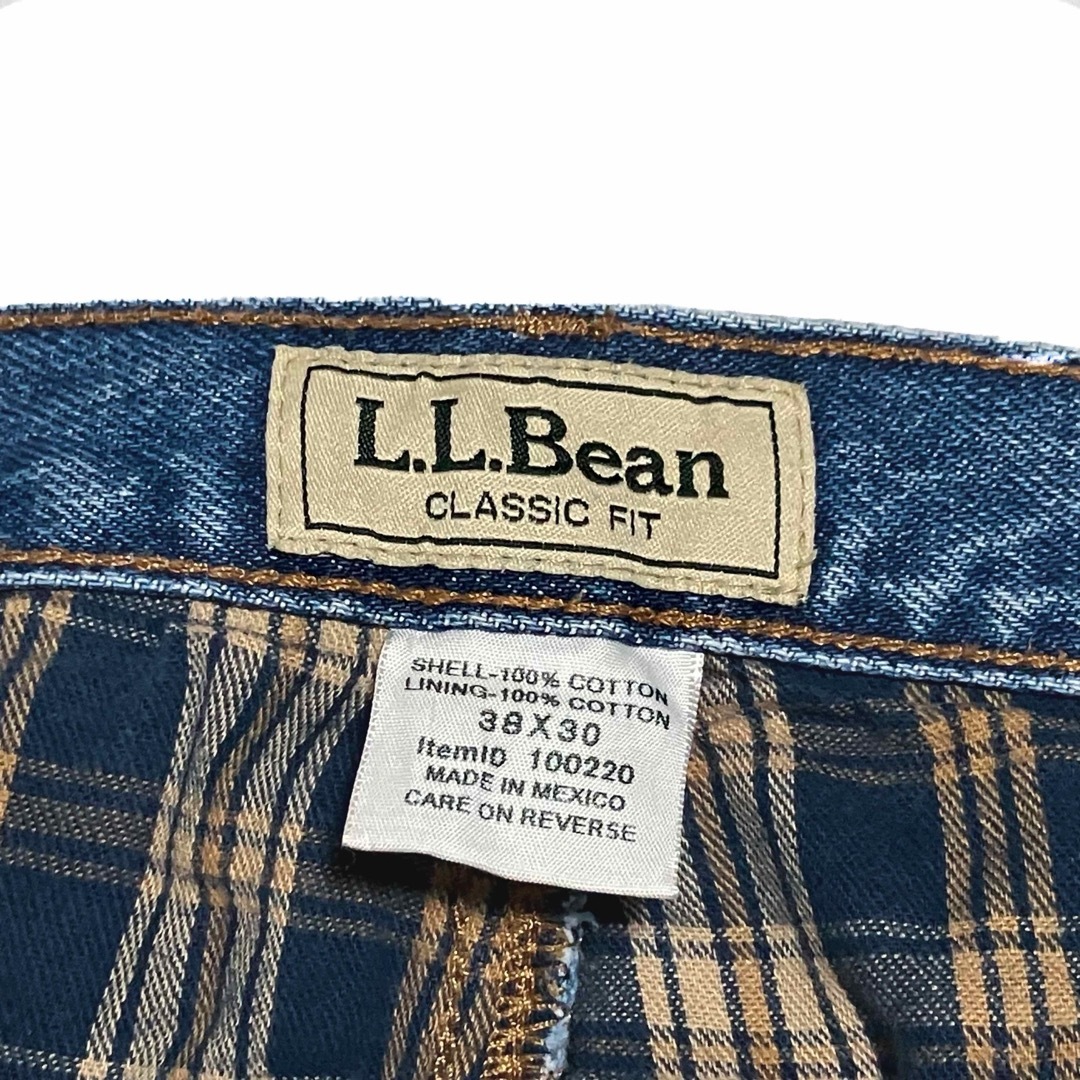 L.L.Bean
CLASSIC FIT
SHELL-100% COTTON
LINING-100% COTTON
38X30
ItemID 100220
MADE IN MEXICO
CARE ON REVERSE